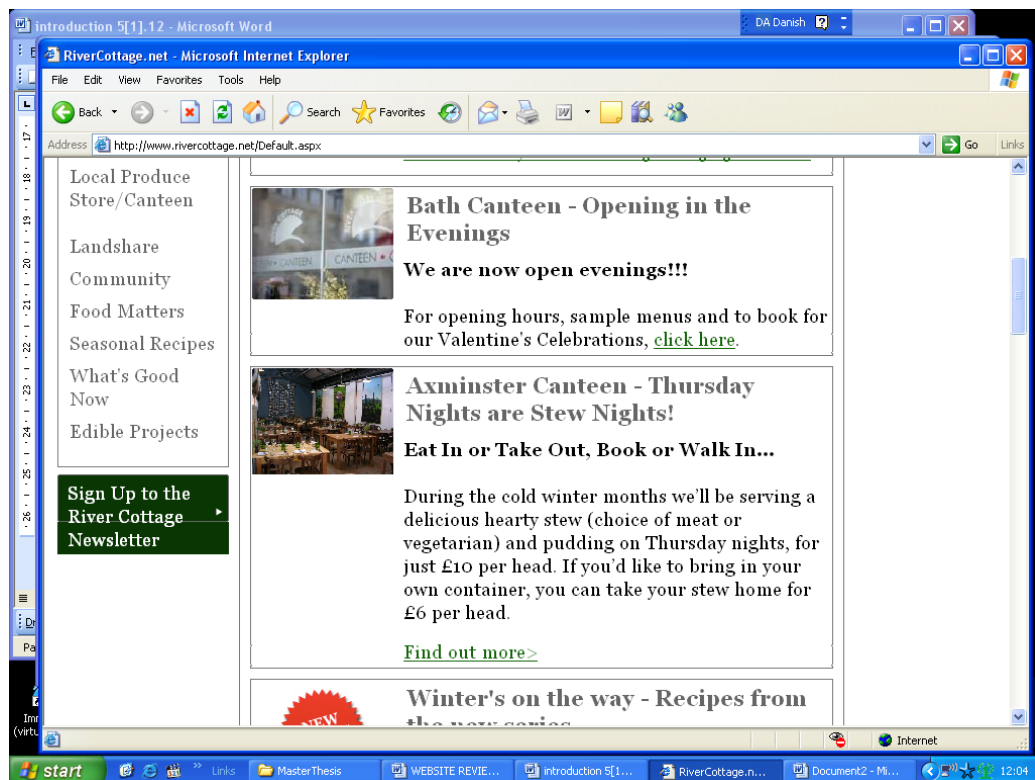 introduction 5[1].12 - Microsoft Word
DA Danish
RiverCottage.net - Microsoft Internet Explorer
File Edit View Favorites Tools Help
Back Search Favorites
Address http://www.rivercottage.net/Default.aspx Go Links
Local Produce
Store/Canteen
Landshare
Community
Food Matters
Seasonal Recipes
What's Good
Now
Edible Projects
Sign Up to the
River Cottage
Newsletter
CANTEEN CANTEEN
Bath Canteen - Opening in the
Evenings
We are now open evenings!!!
For opening hours, sample menus and to book for
our Valentine's Celebrations, click here.
Axminster Canteen - Thursday
Nights are Stew Nights!
Eat In or Take Out, Book or Walk In...
During the cold winter months we'll be serving a
delicious hearty stew (choice of meat or
vegetarian) and pudding on Thursday nights, for
just £10 per head. If you'd like to bring in your
own container, you can take your stew home for
£6 per head.
Find out more>
NEW
Winter's on the way - Recipes from
the new series
Internet
start Links MasterThesis WEBSITE REVIE... introduction 5[1... RiverCottage.n... Document2 - Mi... 12:04